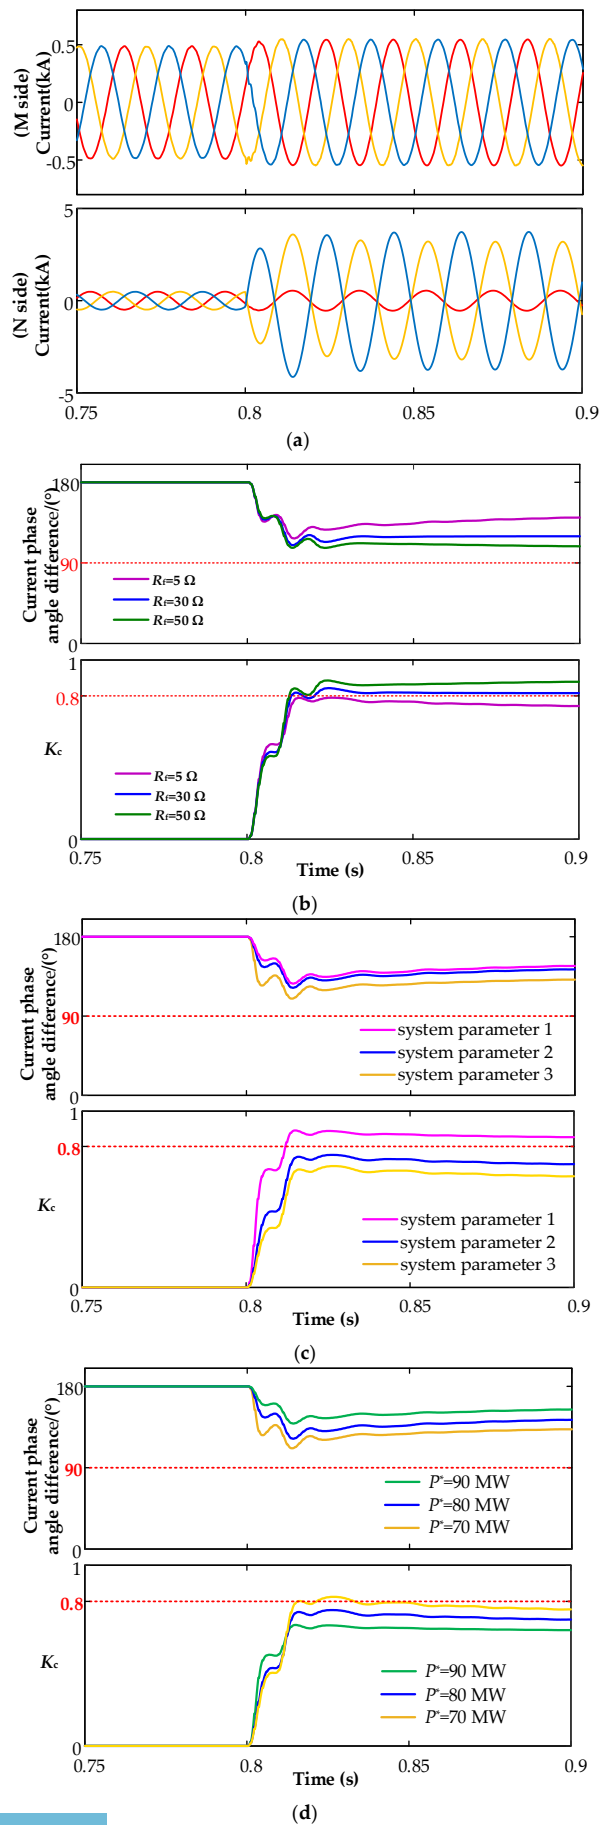 (M side)
Current(kA)
0.5
0
-0.5
(N side)
Current(kA)
5
0
-5
0.75 0.8 0.85 0.9
(a)
Current phase
angle difference/(°)
180
90
0
Rf=5 Ω
Rf=30 Ω
Rf=50 Ω
Kc
1
0.8
0
Rf=5 Ω
Rf=30 Ω
Rf=50 Ω
0.75 0.8 0.85 0.9
Time (s)
(b)
Current phase
angle difference/(°)
180
90
0
system parameter 1
system parameter 2
system parameter 3
Kc
1
0.8
0
system parameter 1
system parameter 2
system parameter 3
0.75 0.8 0.85 0.9
Time (s)
(c)
Current phase
angle difference/(°)
180
90
0
P*=90 MW
P*=80 MW
P*=70 MW
Kc
1
0.8
0
P*=90 MW
P*=80 MW
P*=70 MW
0.75 0.8 0.85 0.9
Time (s)
(d)